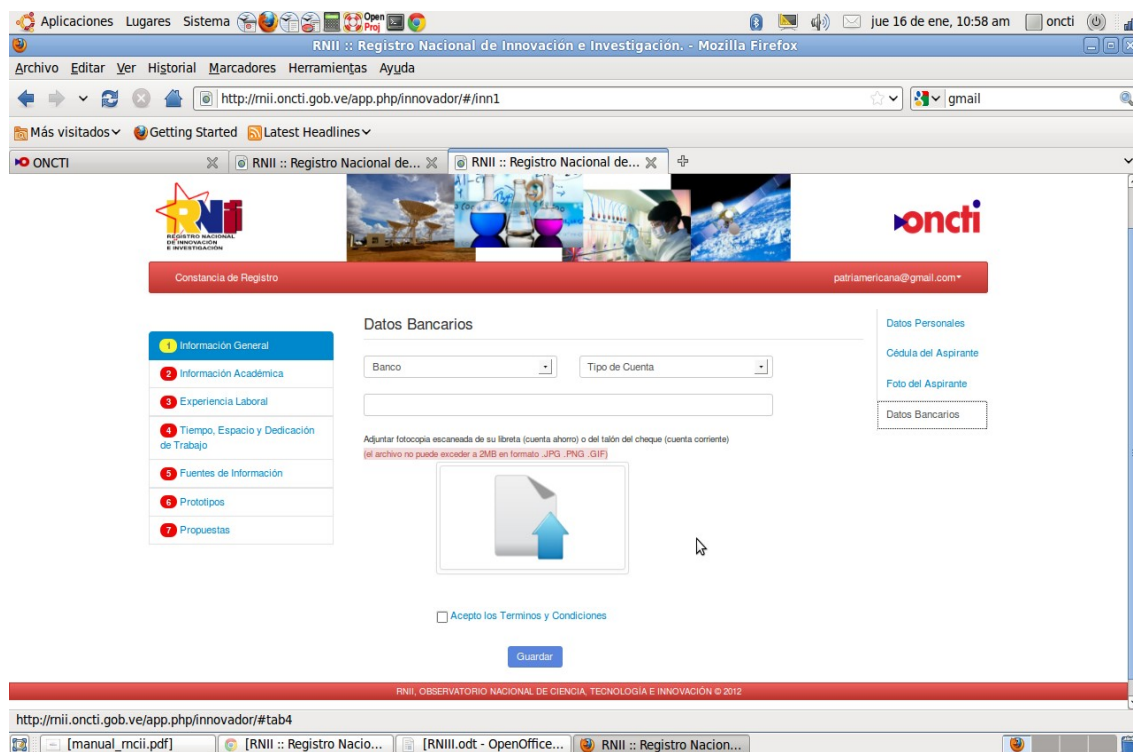 Aplicaciones Lugares Sistema Open Proj jue 16 de ene, 10:58 am oncti
RNII :: Registro Nacional de Innovación e Investigación. - Mozilla Firefox
Archivo Editar Ver Historial Marcadores Herramientas Ayuda
http://rnii.oncti.gob.ve/app.php/innovador/#/inn1 gmail
Más visitados Getting Started Latest Headlines
ONCTI RNII :: Registro Nacional de... RNII :: Registro Nacional de...
RNII
REGISTRO NACIONAL
DE INNOVACIÓN
E INVESTIGACIÓN
oncti
Constancia de Registro patriamericana@gmail.com
1 Información General
2 Información Académica
3 Experiencia Laboral
4 Tiempo, Espacio y Dedicación
de Trabajo
5 Fuentes de Información
6 Prototipos
7 Propuestas
Datos Bancarios
Banco Tipo de Cuenta
Adjuntar fotocopia escaneada de su libreta (cuenta ahorro) o del talón del cheque (cuenta corriente)
(el archivo no puede exceder a 2MB en formato .JPG .PNG .GIF)
Acepto los Terminos y Condiciones
Guardar
Datos Personales
Cédula del Aspirante
Foto del Aspirante
Datos Bancarios
RNII, OBSERVATORIO NACIONAL DE CIENCIA, TECNOLOGÍA E INNOVACIÓN © 2012
http://rnii.oncti.gob.ve/app.php/innovador/#tab4
[manual_rncii.pdf] [RNII :: Registro Nacio... [RNIII.odt - OpenOffice... RNII :: Registro Nacion...